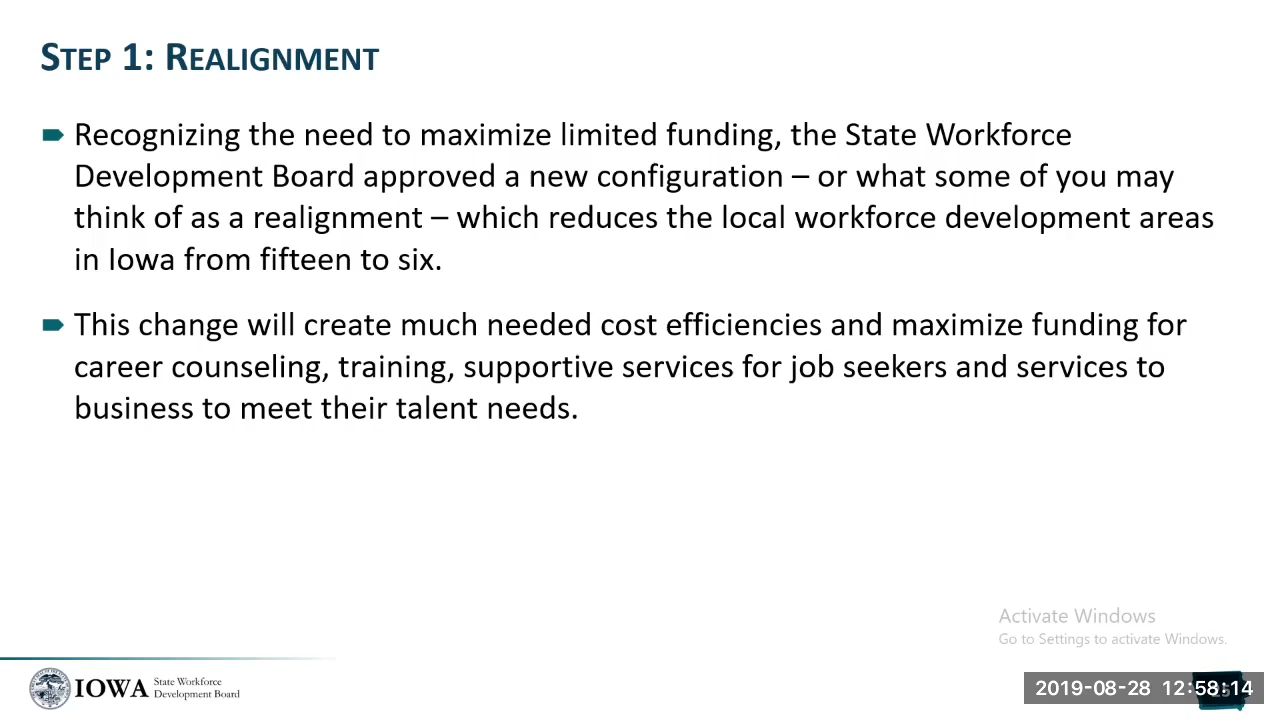 STEP 1: REALIGNMENT
Recognizing the need to maximize limited funding, the State Workforce
Development Board approved a new configuration – or what some of you may
think of as a realignment – which reduces the local workforce development areas
in Iowa from fifteen to six.
This change will create much needed cost efficiencies and maximize funding for
career counseling, training, supportive services for job seekers and services to
business to meet their talent needs.
Activate Windows
Go to Settings to activate Windows.
IOWA State Workforce
Development Board
2019-08-28 12:58:14